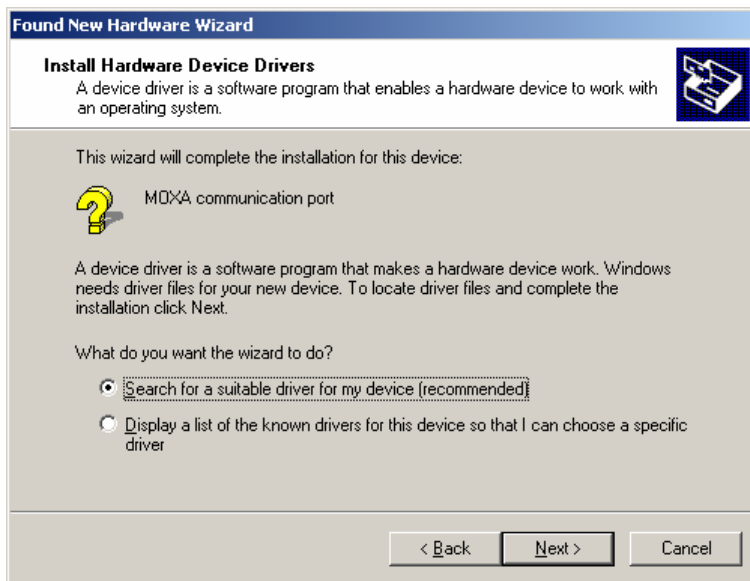 Found New Hardware Wizard
Install Hardware Device Drivers
A device driver is a software program that enables a hardware device to work with
an operating system.
This wizard will complete the installation for this device:
MOXA communication port
A device driver is a software program that makes a hardware device work. Windows
needs driver files for your new device. To locate driver files and complete the
installation click Next.
What do you want the wizard to do?
Search for a suitable driver for my device (recommended)
Display a list of the known drivers for this device so that I can choose a specific
driver
< Back Next > Cancel